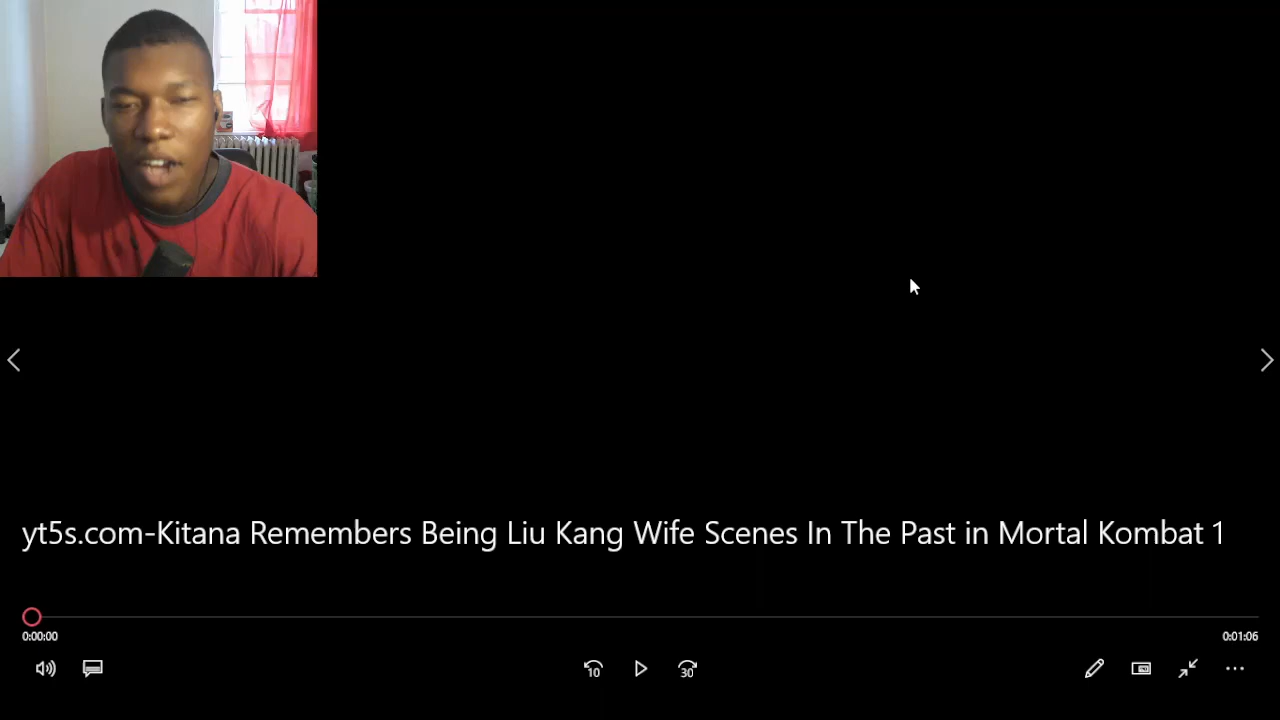 yt5s.com-Kitana Remembers Being Liu Kang Wife Scenes In The Past in Mortal Kombat 1
0:00:00
0:01:06
10
30